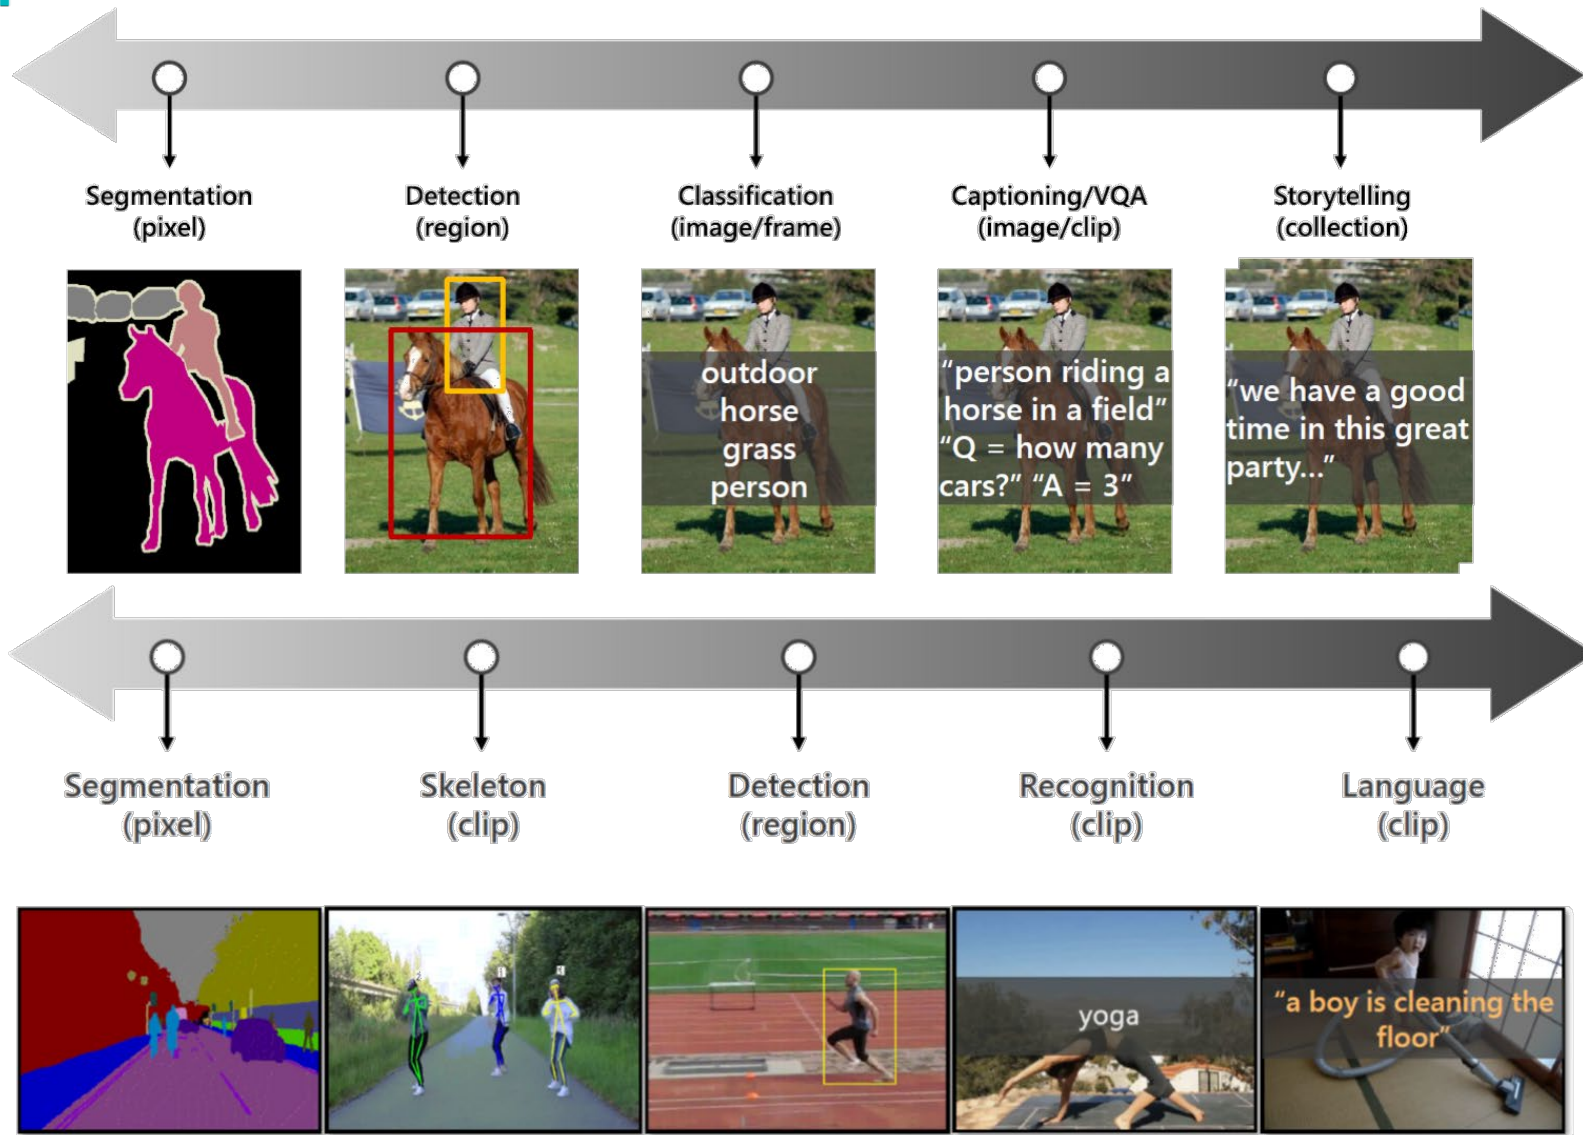 Segmentation
(pixel)
Detection
(region)
Classification
(image/frame)
Captioning/VQA
(image/clip)
Storytelling
(collection)
outdoor
horse
grass
person
“person riding a
horse in a field”
“Q = how many
cars?” “A = 3”
“we have a good
time in this great
party...”
Segmentation
(pixel)
Skeleton
(clip)
Detection
(region)
Recognition
(clip)
Language
(clip)
yoga
“a boy is cleaning the
floor”